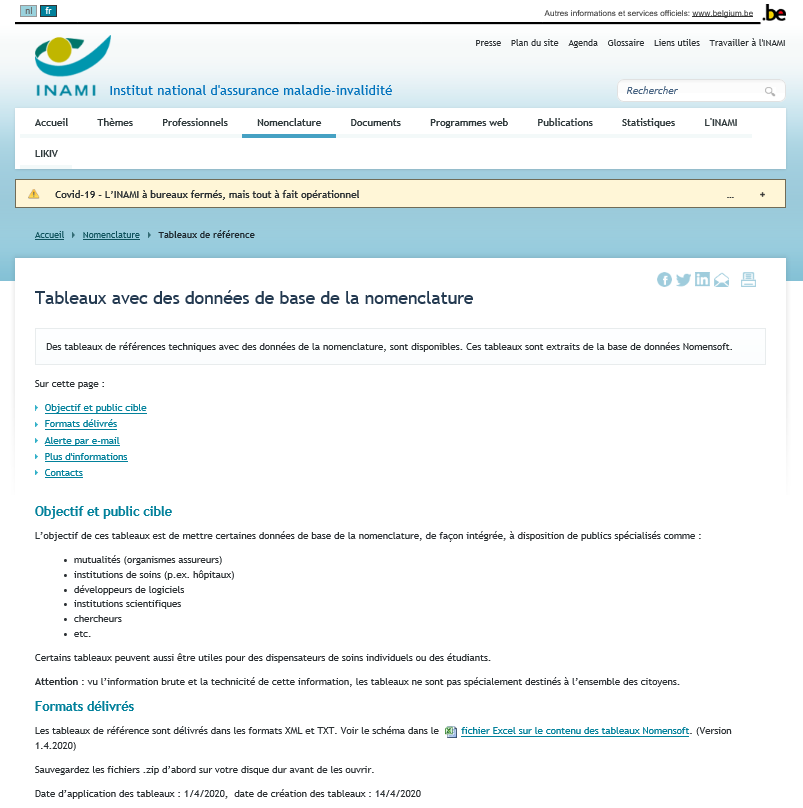 nl fr
Autres informations et services officiels: www.belgium.be .be
Presse Plan du site Agenda Glossaire Liens utiles Travailler à l'INAMI
INAMI Institut national d'assurance maladie-invalidité
Rechercher
Accueil Thèmes Professionnels Nomenclature Documents Programmes web Publications Statistiques L'INAMI
LIKIV
Covid-19 - L'INAMI à bureaux fermés, mais tout à fait opérationnel ... +
Accueil Nomenclature Tableaux de référence
Tableaux avec des données de base de la nomenclature
Des tableaux de références techniques avec des données de la nomenclature, sont disponibles. Ces tableaux sont extraits de la base de données Nomensoft.
Sur cette page :
Objectif et public cible
Formats délivrés
Alerte par e-mail
Plus d'informations
Contacts
Objectif et public cible
L'objectif de ces tableaux est de mettre certaines données de base de la nomenclature, de façon intégrée, à disposition de publics spécialisés comme :
• mutualités (organismes assureurs)
• institutions de soins (p.ex. hôpitaux)
• développeurs de logiciels
• institutions scientifiques
• chercheurs
• etc.
Certains tableaux peuvent aussi être utiles pour des dispensateurs de soins individuels ou des étudiants.
Attention : vu l'information brute et la technicité de cette information, les tableaux ne sont pas spécialement destinés à l'ensemble des citoyens.
Formats délivrés
Les tableaux de référence sont délivrés dans les formats XML et TXT. Voir le schéma dans le fichier Excel sur le contenu des tableaux Nomensoft. (Version
1.4.2020)
Sauvegardez les fichiers .zip d'abord sur votre disque dur avant de les ouvrir.
Date d'application des tableaux : 1/4/2020, date de création des tableaux : 14/4/2020